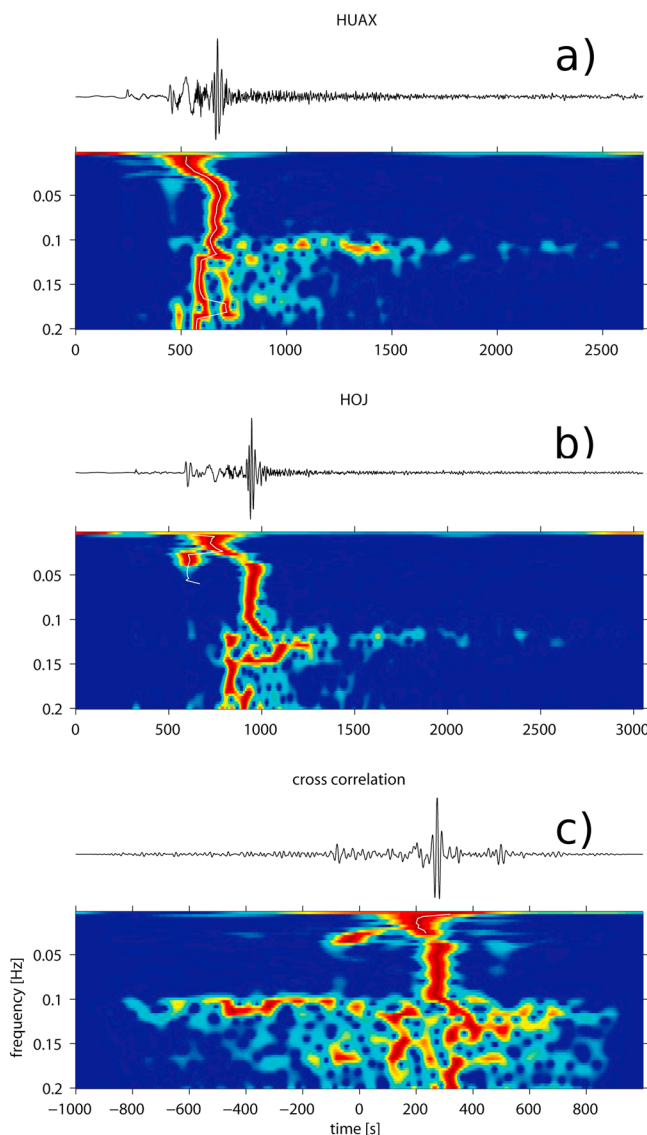 HUAX
a)
0.05
0.1
0.15
0.2
0 500 1000 1500 2000 2500
HOJ
b)
0.05
0.1
0.15
0.2
0 500 1000 1500 2000 2500 3000
cross correlation
c)
0.05
0.1
0.15
0.2
frequency [Hz]
-1000 -800 -600 -400 -200 0 200 400 600 800
time [s]